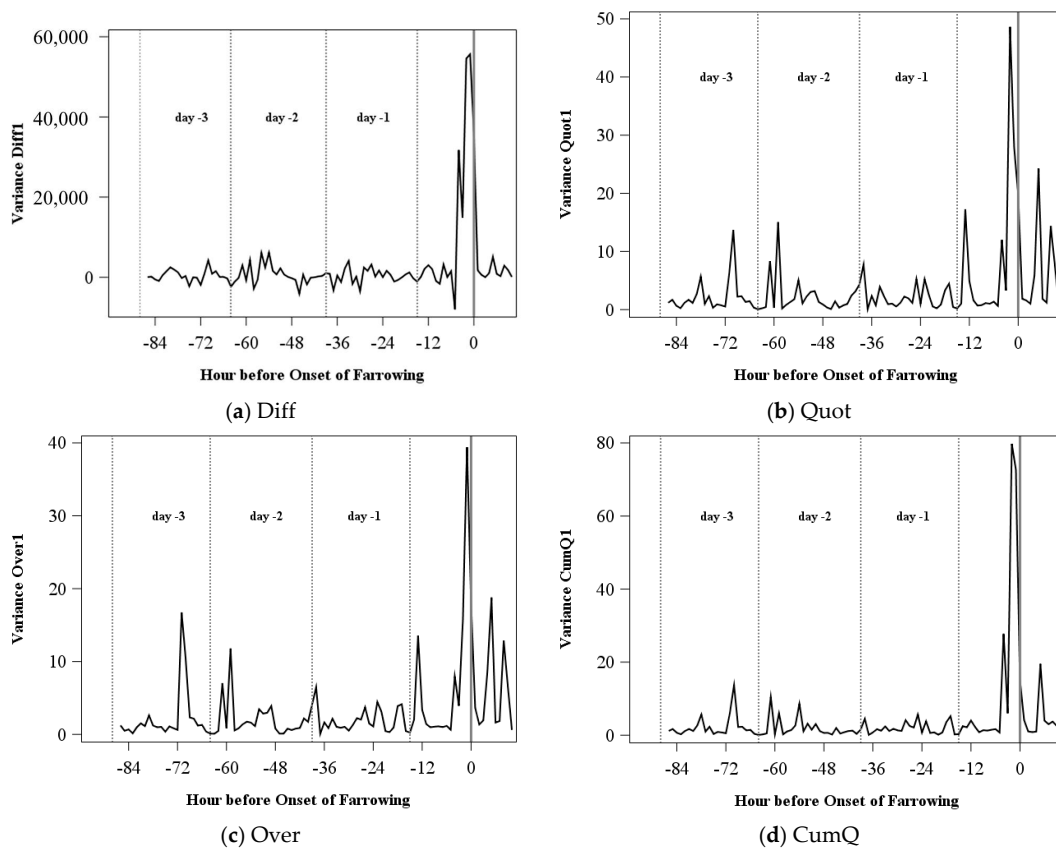 60,000
40,000
20,000
0
Variance Diff1
day -3 day -2 day -1
-84 -72 -60 -48 -36 -24 -12 0
Hour before Onset of Farrowing
(a) Diff
50
40
30
20
10
0
Variance Quot1
day -3 day -2 day -1
-84 -72 -60 -48 -36 -24 -12 0
Hour before Onset of Farrowing
(b) Quot
40
30
20
10
0
Variance Over1
day -3 day -2 day -1
-84 -72 -60 -48 -36 -24 -12 0
Hour before Onset of Farrowing
(c) Over
80
60
40
20
0
Variance CumQ1
day -3 day -2 day -1
-84 -72 -60 -48 -36 -24 -12 0
Hour before Onset of Farrowing
(d) CumQ